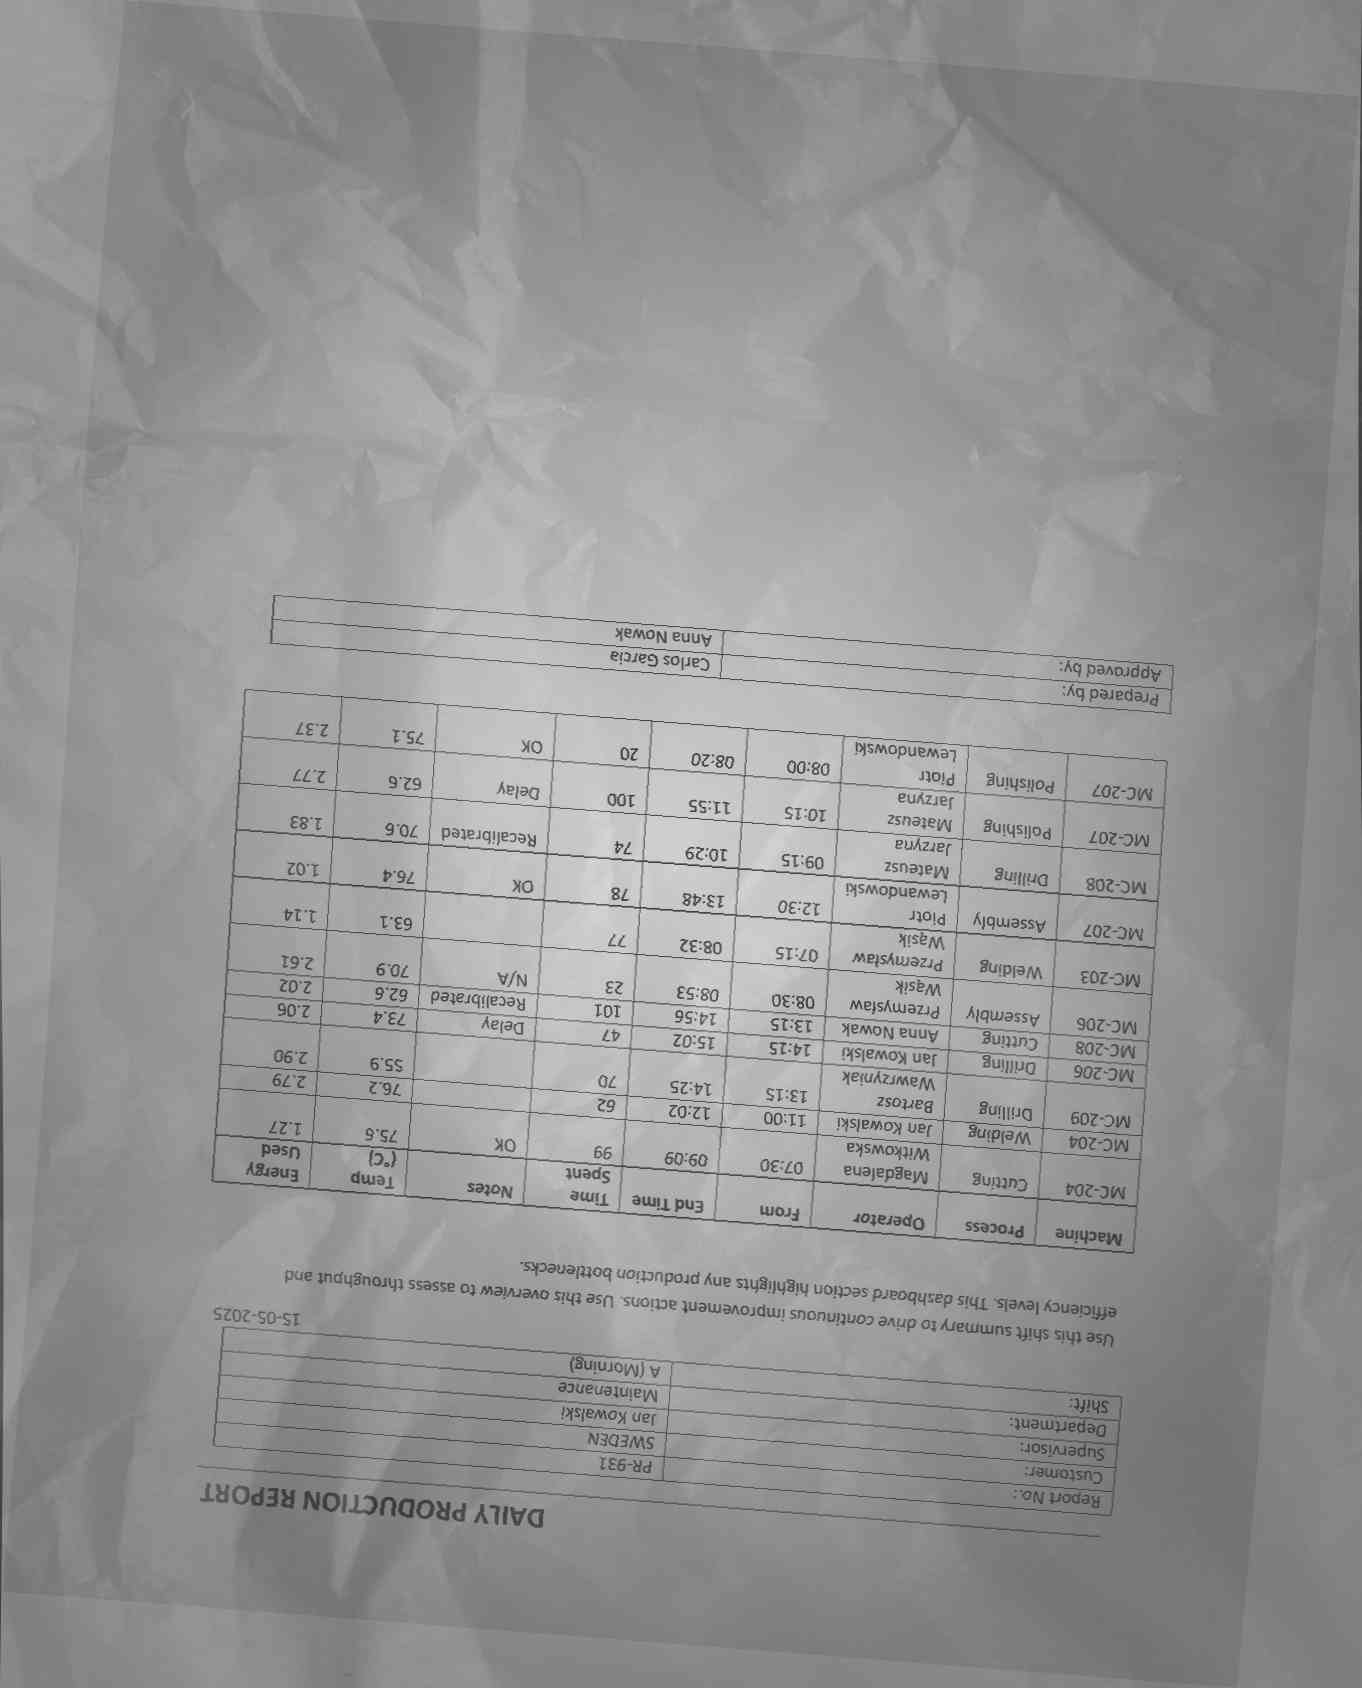 DAILY PRODUCTION REPORT
Report No.: PR-931
Customer: SWEDEN
Supervisor: Jan Kowalski
Department: Maintenance
Shift: A (Morning)
15-05-2025
Use this shift summary to drive continuous improvement actions. Use this overview to assess throughput and
efficiency levels. This dashboard section highlights any production bottlenecks.
Machine Process Operator From End Time Time Spent Notes Temp (°C) Energy Used
MC-204 Cutting Magdalena Witkowska 07:30 09:09 99 OK 75.6 1.27
MC-204 Welding Jan Kowalski 11:00 12:02 62 76.2 2.79
MC-209 Drilling Bartosz Wawrzyniak 13:15 14:25 70 55.9 2.90
MC-206 Drilling Jan Kowalski 14:15 15:02 47 Delay 73.4 2.06
MC-208 Cutting Anna Nowak 13:15 14:56 101 Recalibrated 62.6 2.02
MC-206 Assembly Przemysław Wąsik 08:30 08:53 23 N/A 70.9 2.61
MC-203 Welding Przemysław Wąsik 07:15 08:32 77 63.1 1.14
MC-207 Assembly Piotr Lewandowski 12:30 13:48 78 OK 76.4 1.02
MC-208 Drilling Mateusz Jarzyna 09:15 10:29 74 Recalibrated 70.6 1.83
MC-207 Polishing Mateusz Jarzyna 10:15 11:55 100 Delay 62.6 2.77
MC-207 Polishing Piotr Lewandowski 08:00 08:20 20 OK 75.1 2.37
Prepared by: Carlos Garcia
Approved by: Anna Nowak